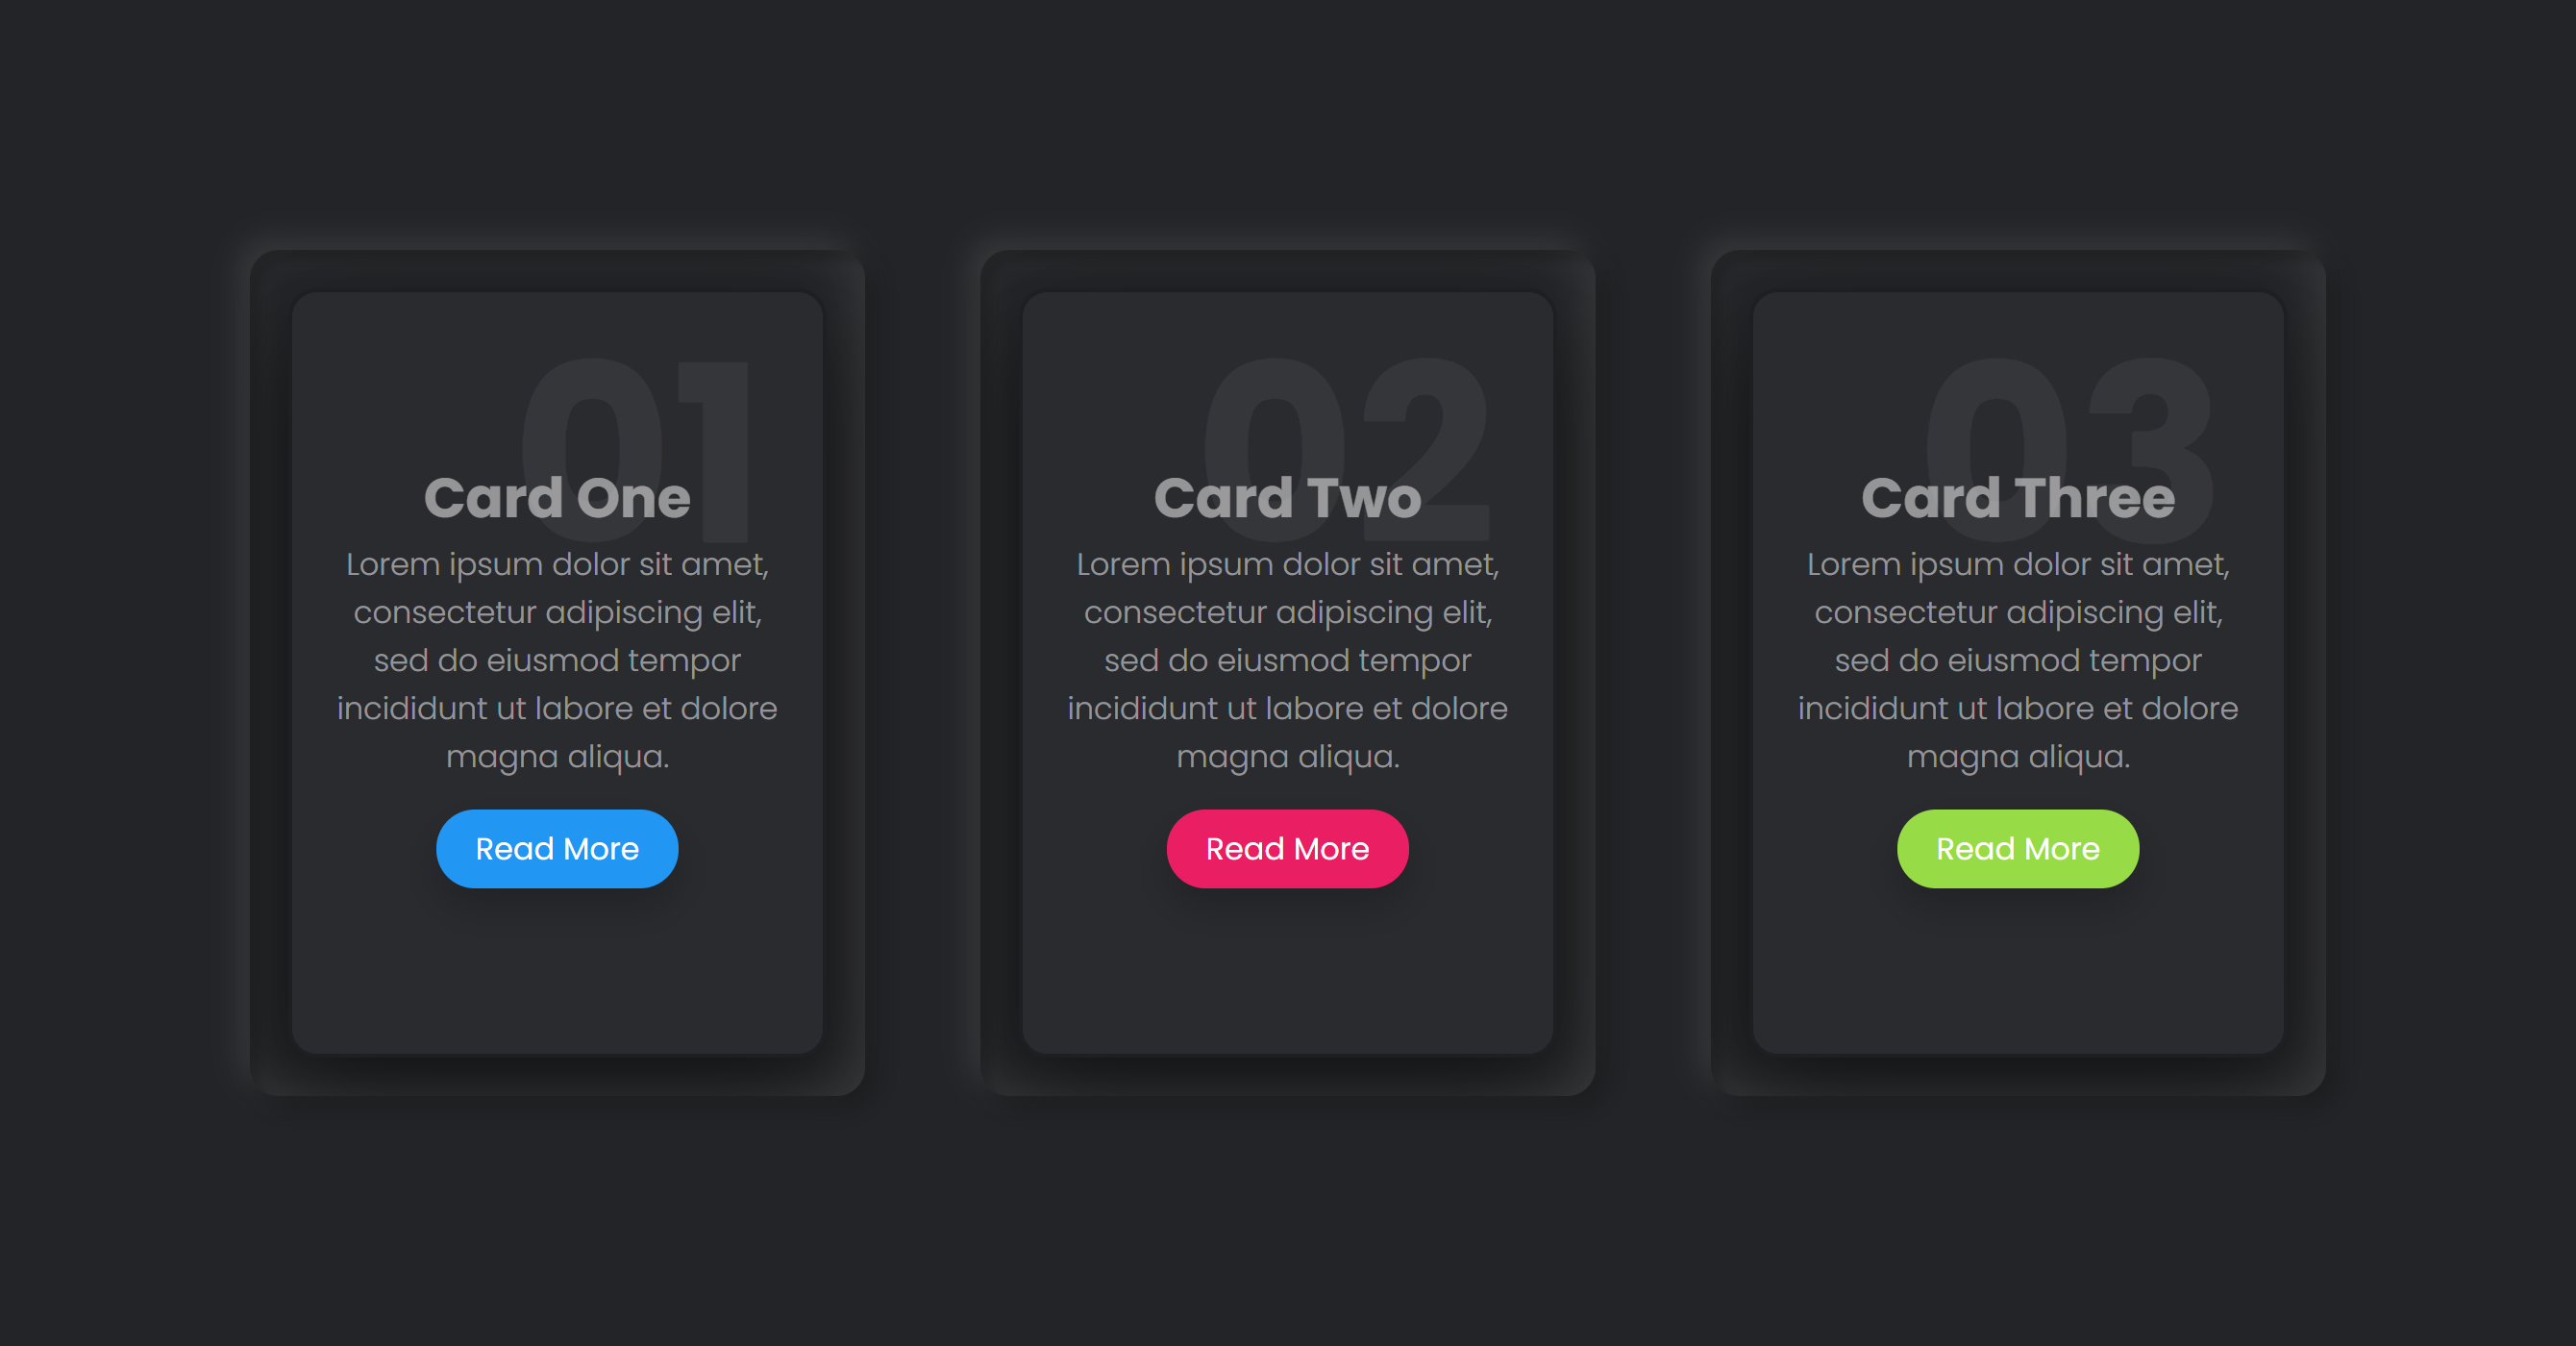 01
Card One
Lorem ipsum dolor sit amet,
consectetur adipiscing elit,
sed do eiusmod tempor
incididunt ut labore et dolore
magna aliqua.
Read More
02
Card Two
Lorem ipsum dolor sit amet,
consectetur adipiscing elit,
sed do eiusmod tempor
incididunt ut labore et dolore
magna aliqua.
Read More
03
Card Three
Lorem ipsum dolor sit amet,
consectetur adipiscing elit,
sed do eiusmod tempor
incididunt ut labore et dolore
magna aliqua.
Read More